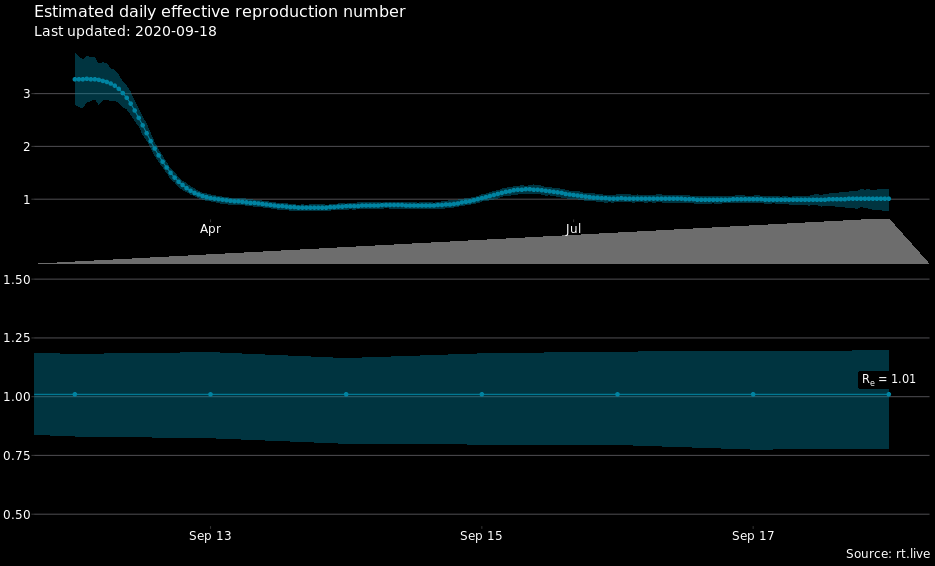 Estimated daily effective reproduction number
Last updated: 2020-09-18
3
2
1
Apr Jul
1.50
1.25
Re = 1.01
1.00
0.75
0.50
Sep 13 Sep 15 Sep 17
Source: rt.live